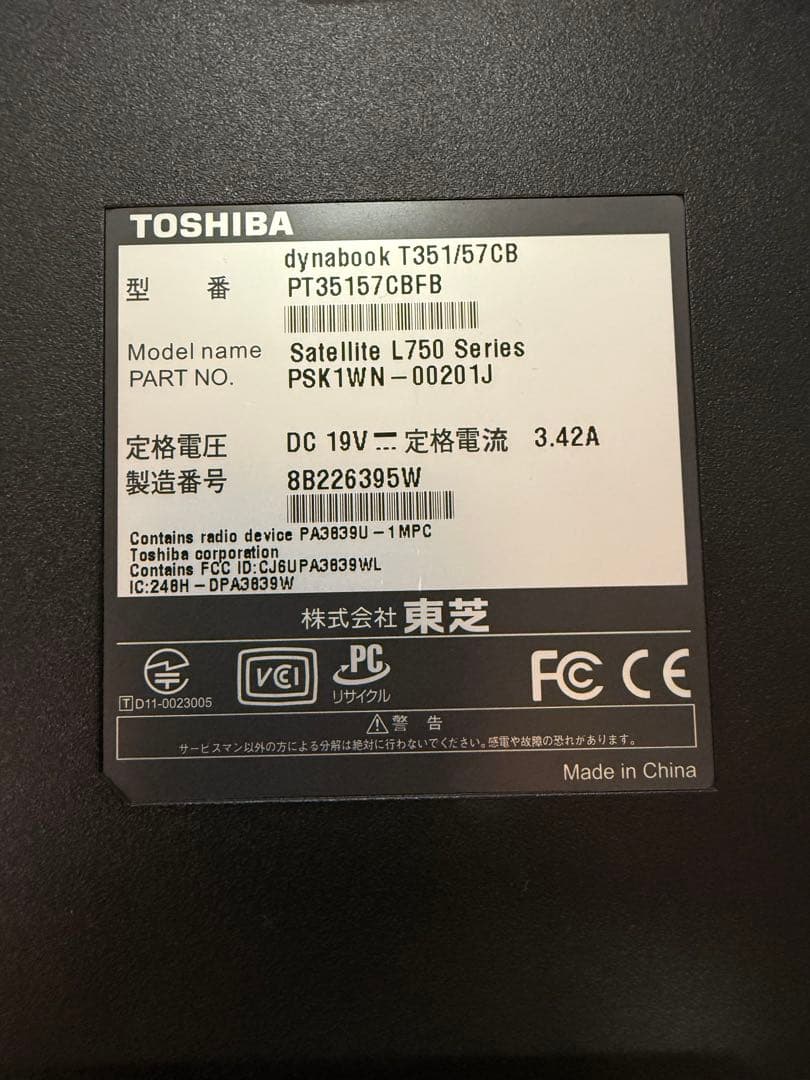 TOSHIBA
dynabook T351/57CB
型 番 PT35157CBFB
Model name Satellite L750 Series
PART NO. PSK1WN-00201J
定格電圧 DC 19V 定格電流 3.42A
製造番号 8B226395W
Contains radio device PA3839U-1MPC
Toshiba corporation
Contains FCC ID:CJ6UPA3839WL
IC:248H-DPA3839W
株式会社 東芝
T D11-0023005 VCI PC リサイクル FC CE
警 告
サービスマン以外の方による分解は絶対に行わないでください。感電や故障の恐れがあります。
Made in China